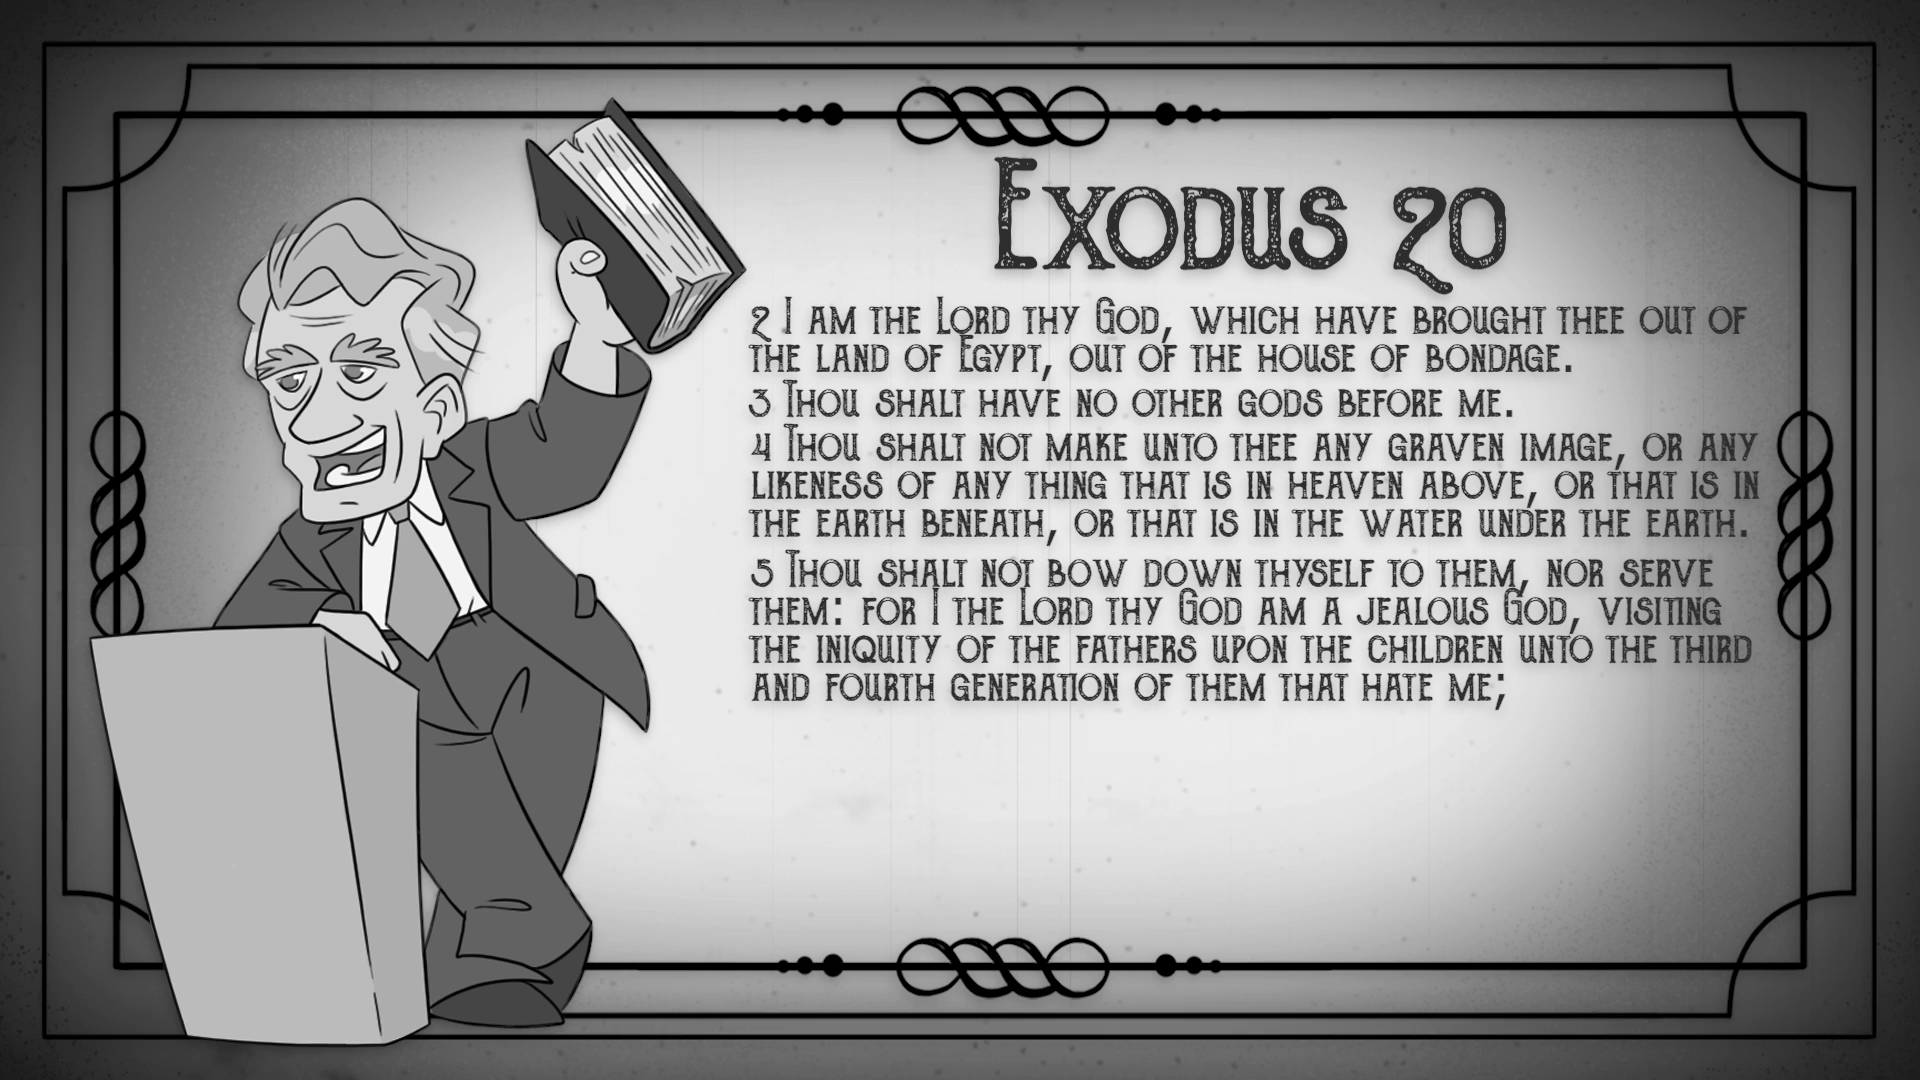 Exodus 20
2 I am the Lord thy God, which have brought thee out of
the land of Egypt, out of the house of bondage.
3 Thou shalt have no other gods before me.
4 Thou shalt not make unto thee any graven image, or any
likeness of any thing that is in heaven above, or that is in
the earth beneath, or that is in the water under the earth.
5 Thou shalt not bow down thyself to them, nor serve
them: for I the Lord thy God am a jealous God, visiting
the iniquity of the fathers upon the children unto the third
and fourth generation of them that hate me;